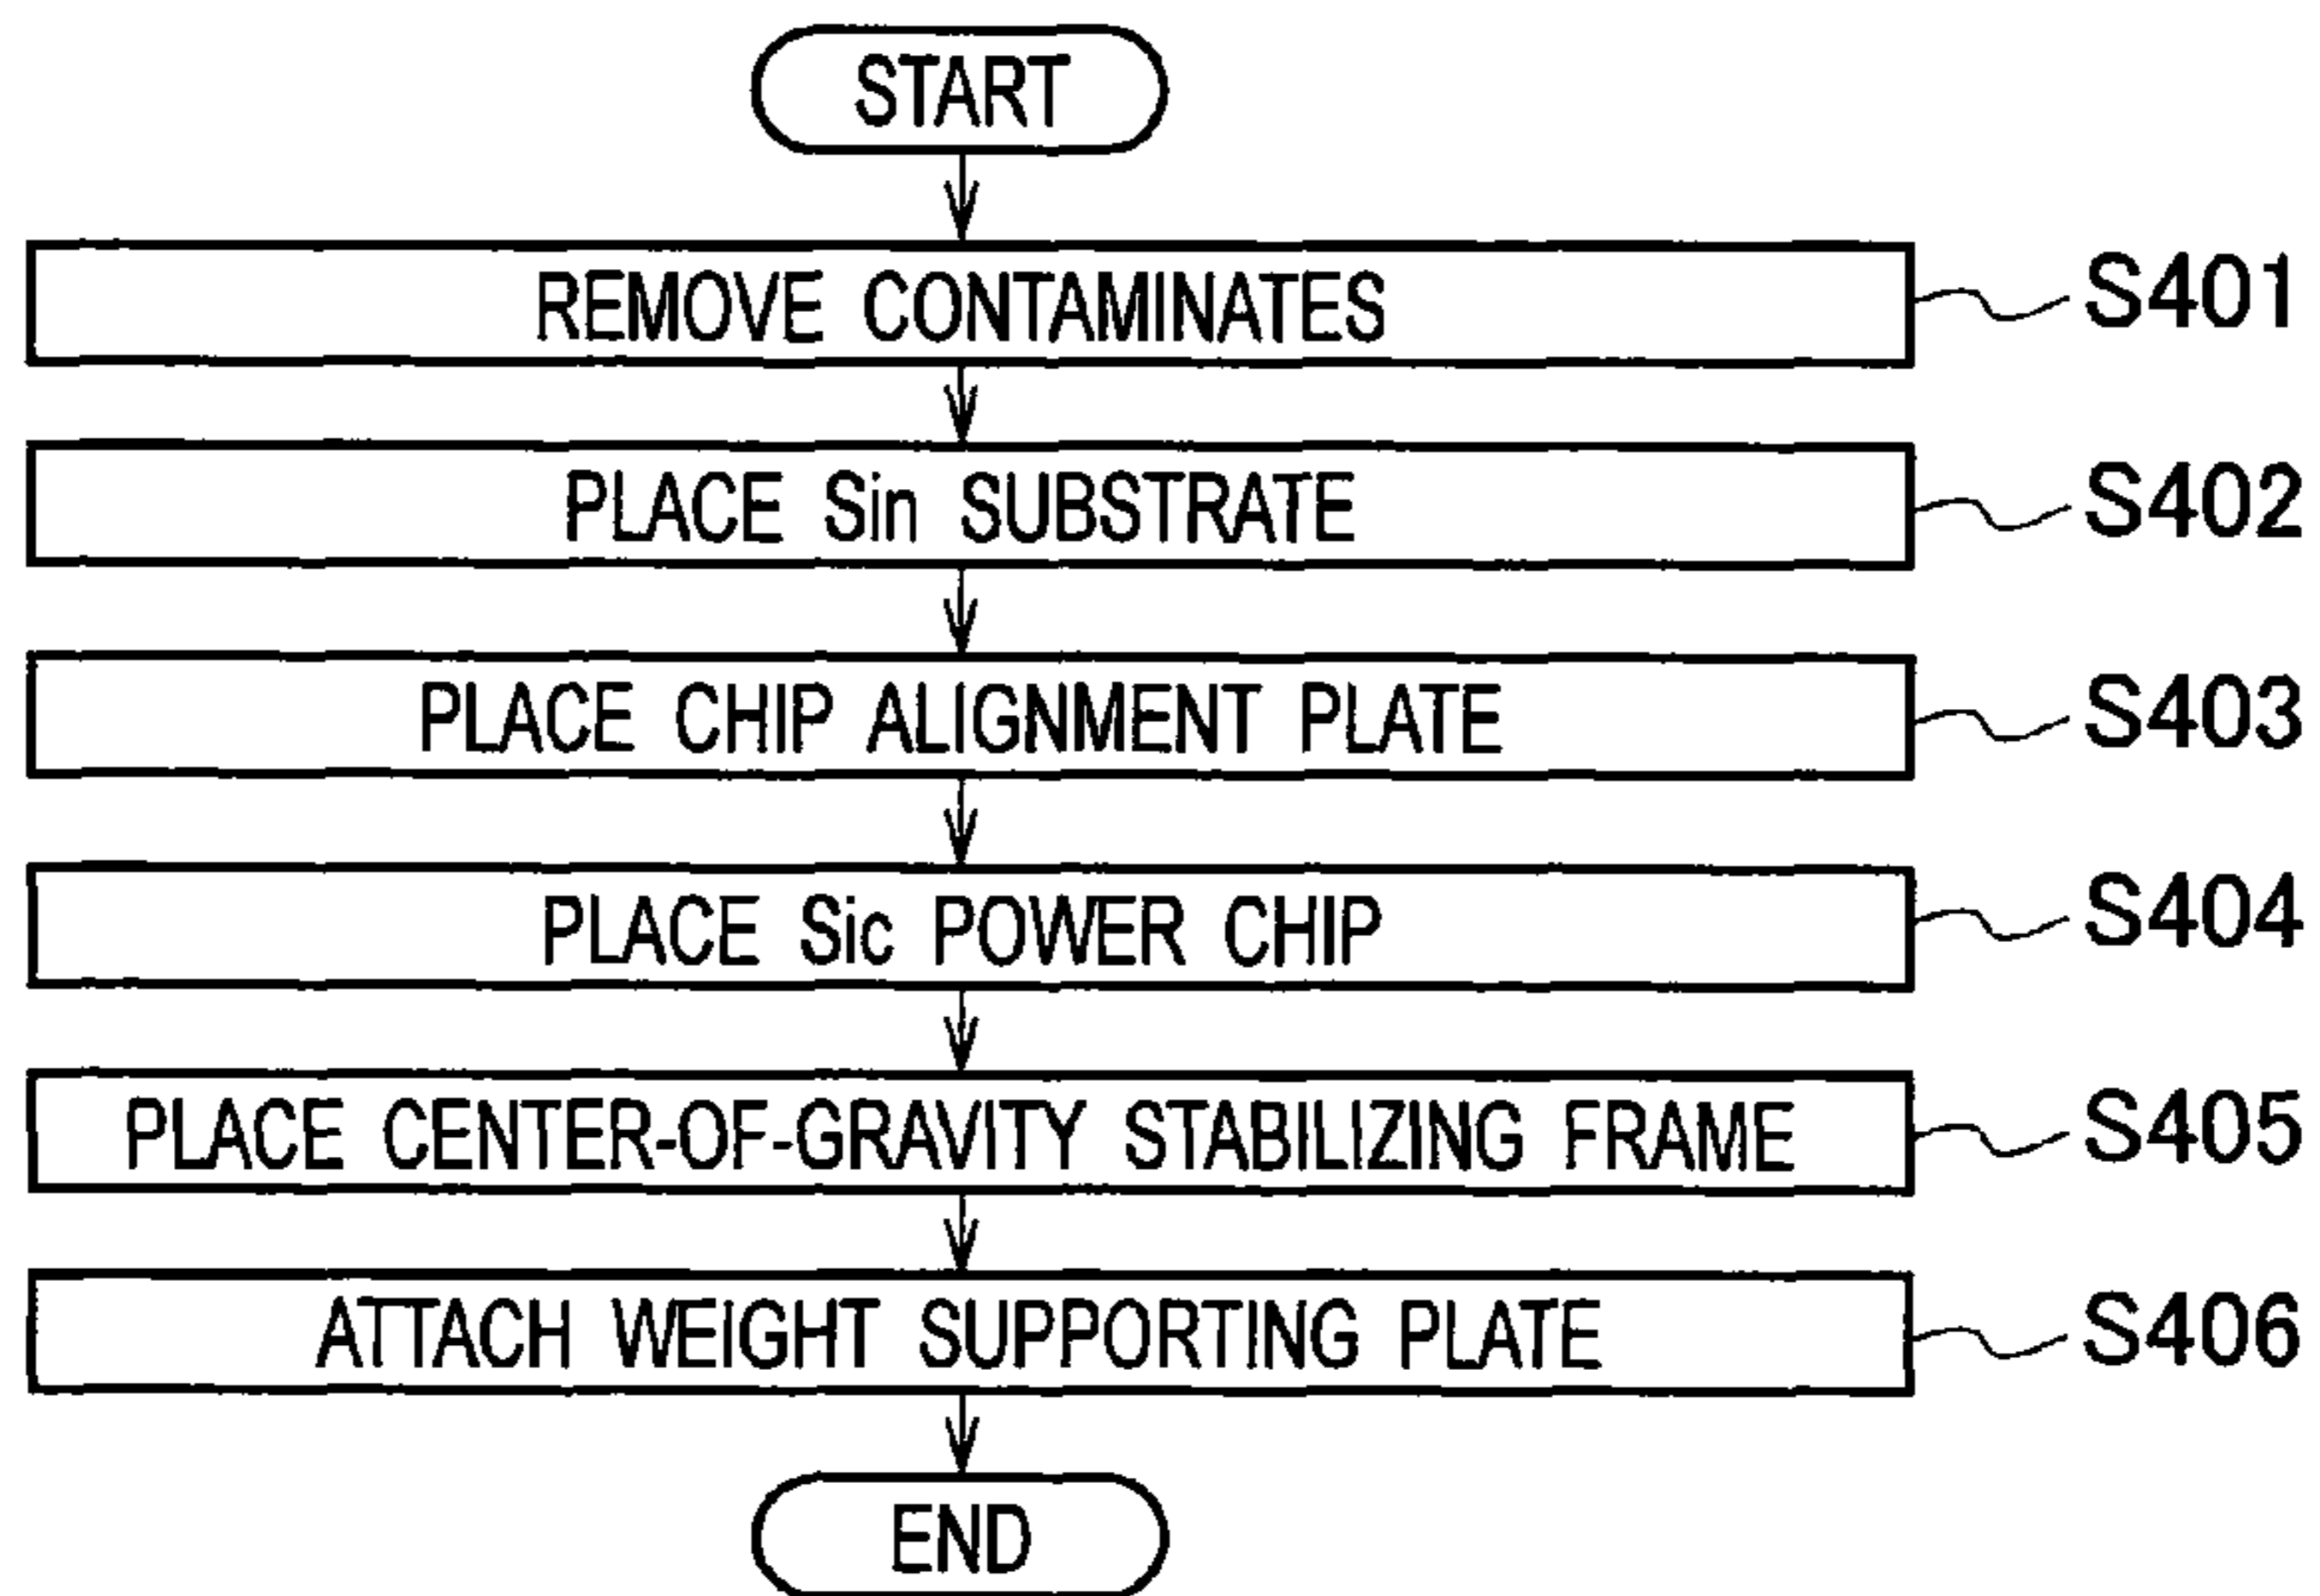 START
REMOVE CONTAMINATES S401
PLACE Sin SUBSTRATE S402
PLACE CHIP ALIGNMENT PLATE S403
PLACE Sic POWER CHIP S404
PLACE CENTER-OF-GRAVITY STABILIZING FRAME S405
ATTACH WEIGHT SUPPORTING PLATE S406
END